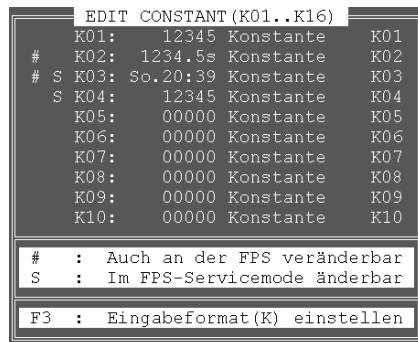 EDIT CONSTANT(K01..K16)
K01: 12345 Konstante K01
# K02: 1234.5s Konstante K02
# S K03: So.20:39 Konstante K03
S K04: 12345 Konstante K04
K05: 00000 Konstante K05
K06: 00000 Konstante K06
K07: 00000 Konstante K07
K08: 00000 Konstante K08
K09: 00000 Konstante K09
K10: 00000 Konstante K10
# : Auch an der FPS veränderbar
S : Im FPS-Servicemode änderbar
F3 : Eingabeformat(K) einstellen